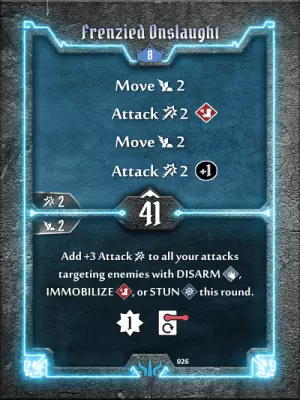 Frenzied Onslaught
8
Move 2
Attack 2
Move 2
Attack 2 +1
2
41
2
Add +3 Attack to all your attacks
targeting enemies with DISARM,
IMMOBILIZE, or STUN this round.
1
026